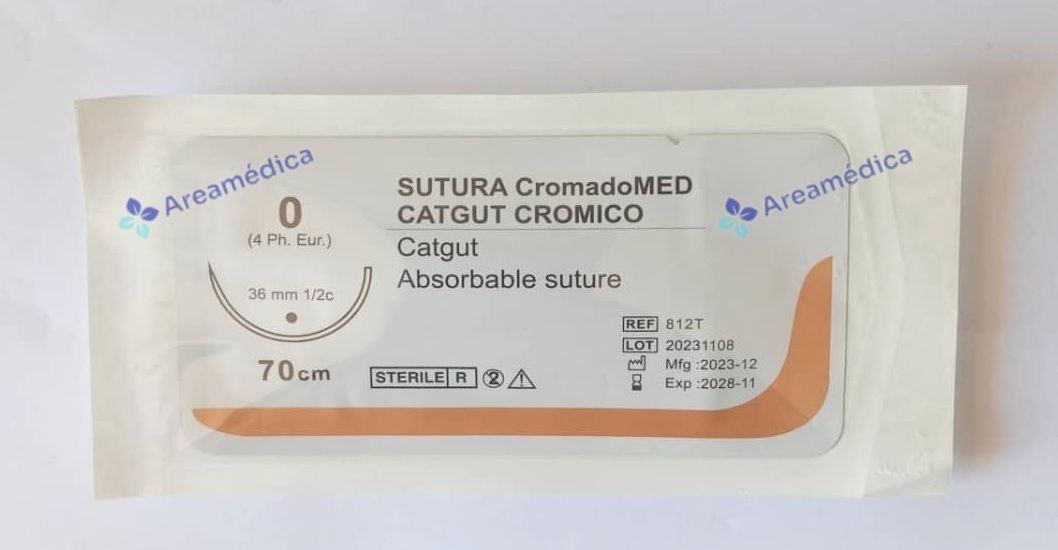 Areamédica
Areamédica
0
(4 Ph. Eur.)
36 mm 1/2c
70cm
SUTURA CromadoMED
CATGUT CROMICO
Catgut
Absorbable suture
STERILE R 2
REF 812T
LOT 20231108
Mfg :2023-12
Exp :2028-11